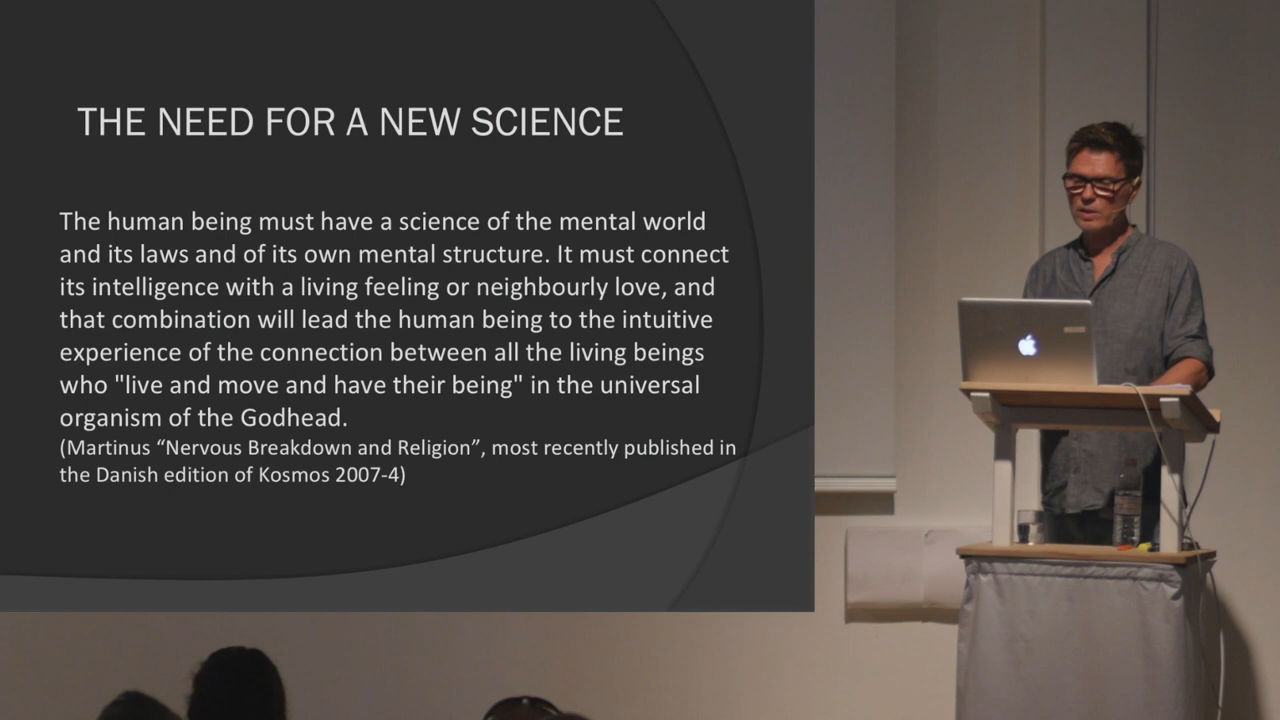 THE NEED FOR A NEW SCIENCE
The human being must have a science of the mental world
and its laws and of its own mental structure. It must connect
its intelligence with a living feeling or neighbourly love, and
that combination will lead the human being to the intuitive
experience of the connection between all the living beings
who "live and move and have their being" in the universal
organism of the Godhead.
(Martinus “Nervous Breakdown and Religion”, most recently published in
the Danish edition of Kosmos 2007-4)